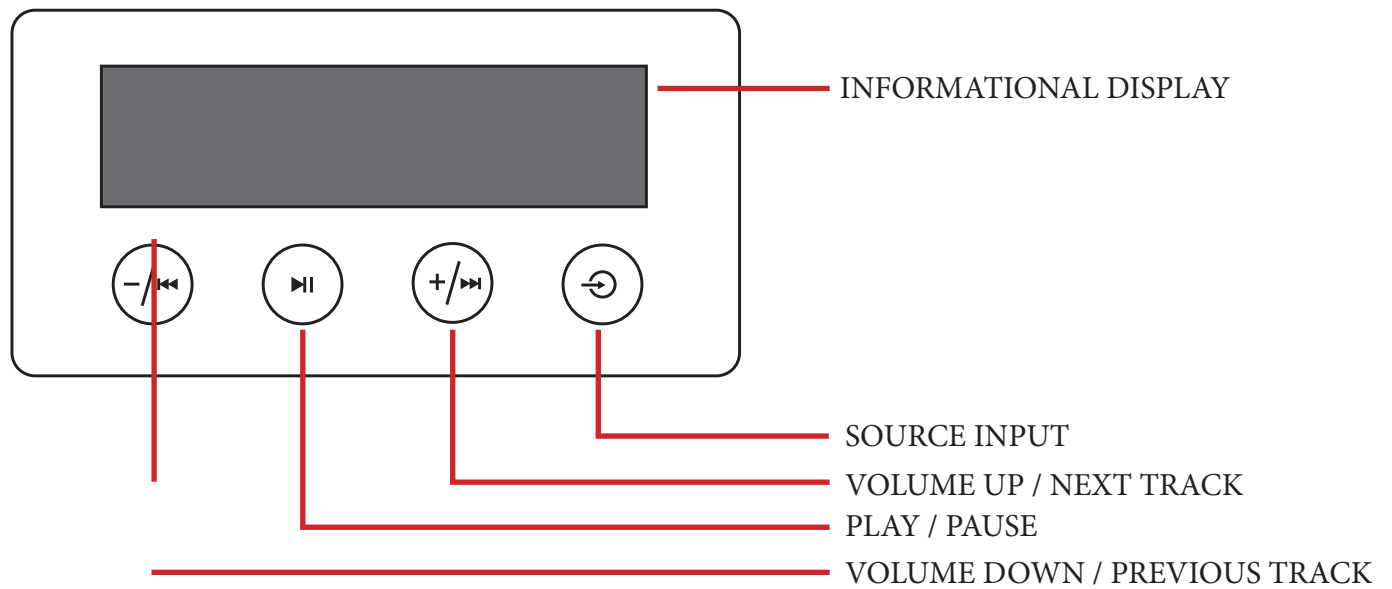 INFORMATIONAL DISPLAY
SOURCE INPUT
VOLUME UP / NEXT TRACK
PLAY / PAUSE
VOLUME DOWN / PREVIOUS TRACK